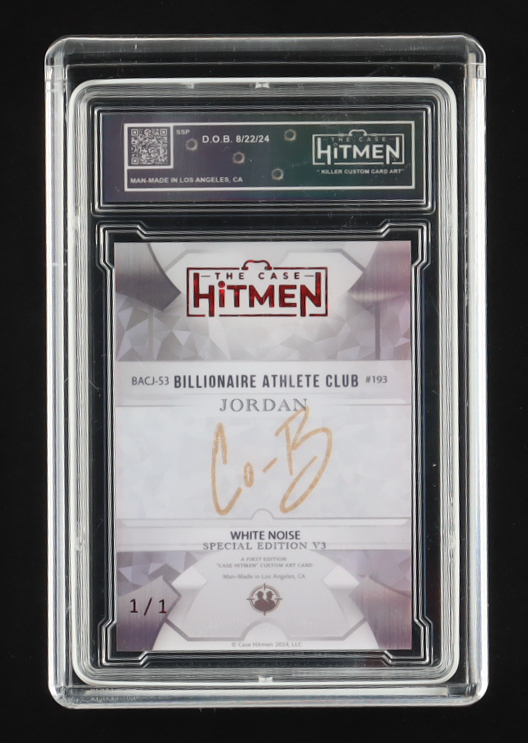 SSP
D.O.B. 8/22/24
MAN-MADE IN LOS ANGELES, CA
THE CASE
HiTMEN
" KILLER CUSTOM CARD ART"
THE CASE
HiTMEN
BACJ-53 BILLIONAIRE ATHLETE CLUB #193
JORDAN
Co-B
WHITE NOISE
SPECIAL EDITION V3
A FIRST EDITION
"CASE HITMEN" CUSTOM ART CARD
Man-Made in Los Angeles, CA
1/1
© Case Hitmen 2024, LLC